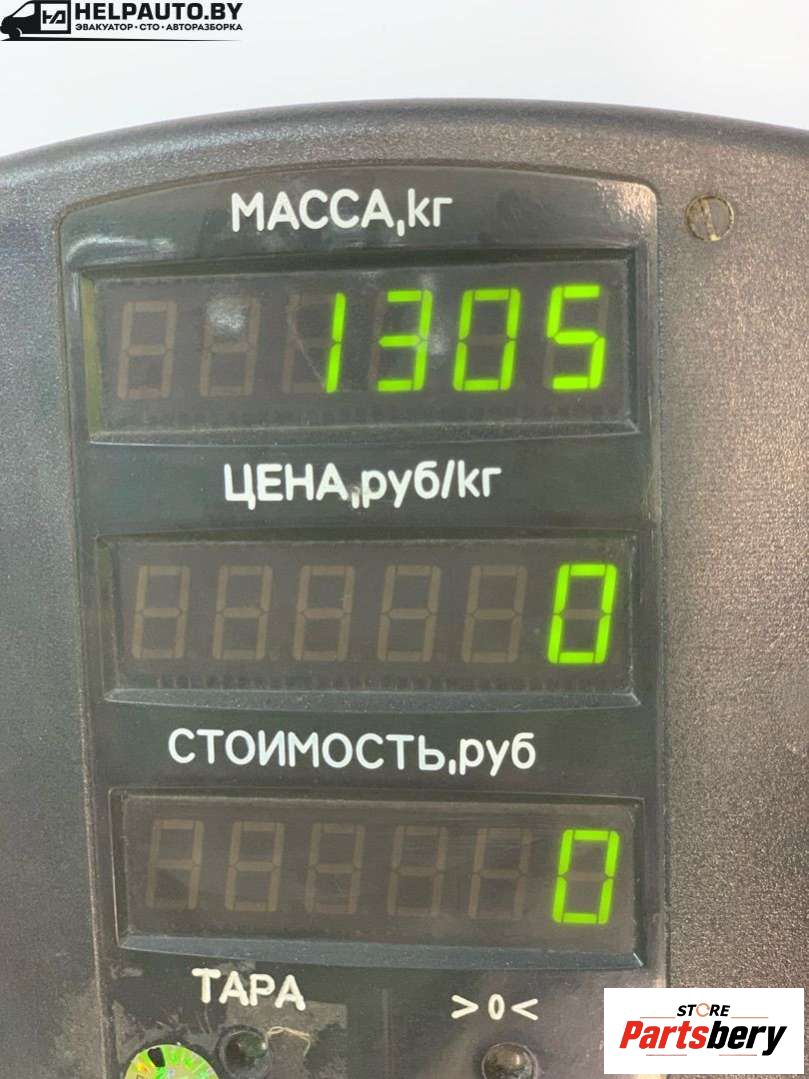 HELPAUTO.BY
ЭВАКУАТОР • СТО • АВТОРАЗБОРКА
МАССА,кг
1305
ЦЕНА,руб/кг
0
СТОИМОСТЬ,руб
0
ТАРА
>0<
STORE
Partsbery